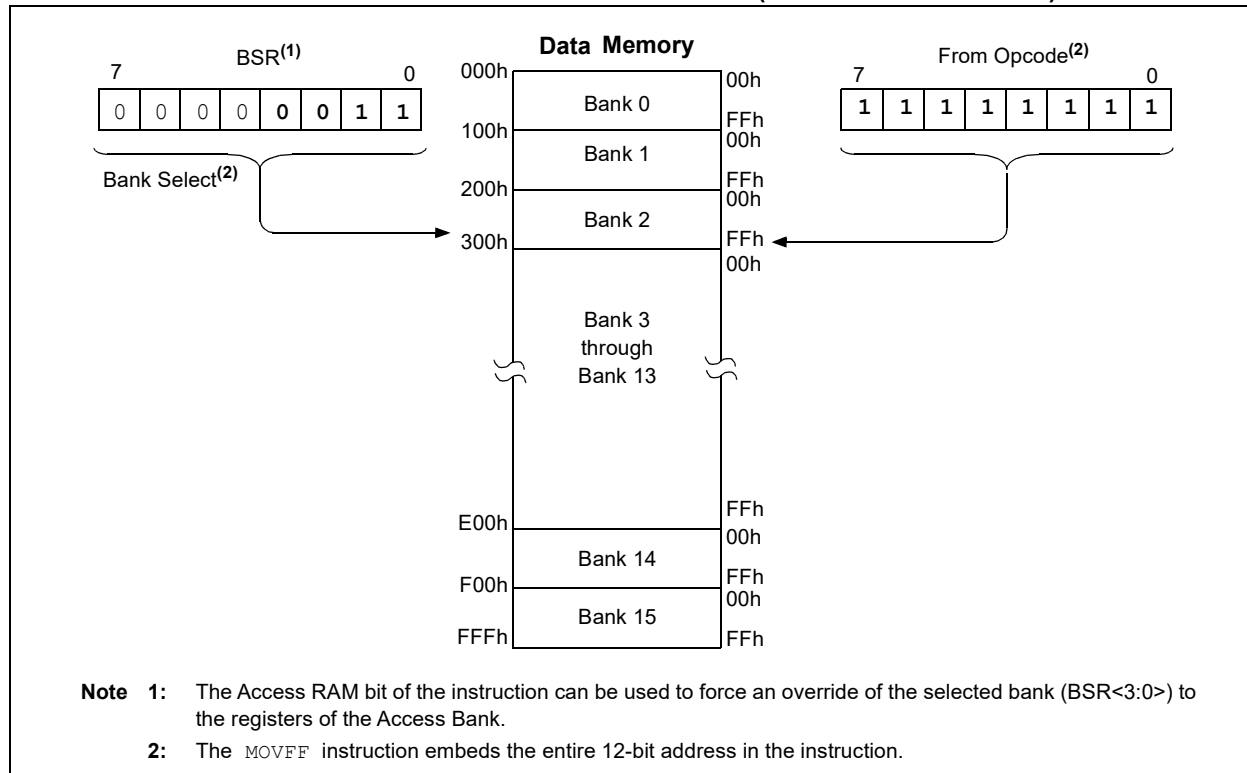 Data Memory
BSR(1)
7 0
0 0 0 0 0 0 1 1
Bank Select(2)
From Opcode(2)
7 0
1 1 1 1 1 1 1 1
000h 00h
Bank 0
FFh
100h 00h
Bank 1
FFh
200h 00h
Bank 2
FFh
300h 00h
Bank 3
through
Bank 13
FFh
E00h 00h
Bank 14
FFh
F00h 00h
Bank 15
FFFh FFh
Note 1: The Access RAM bit of the instruction can be used to force an override of the selected bank (BSR<3:0>) to
the registers of the Access Bank.
2: The MOVFF instruction embeds the entire 12-bit address in the instruction.